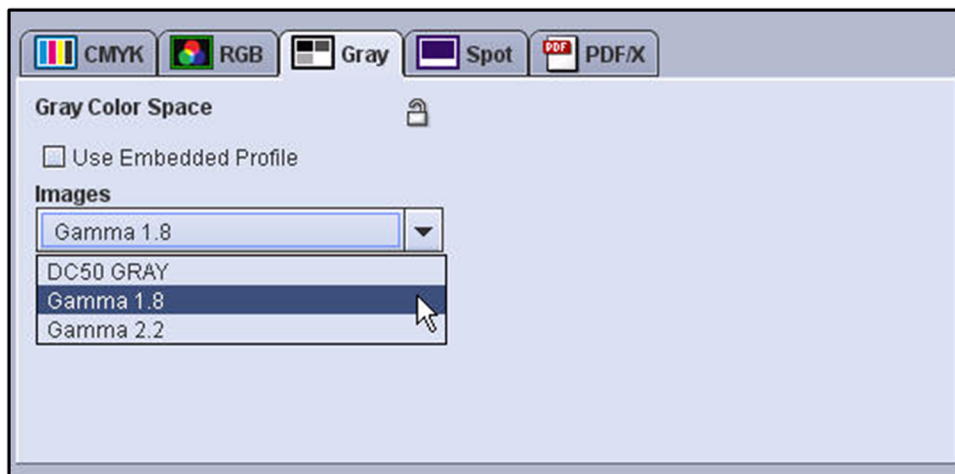 CMYK RGB Gray Spot PDF PDF/X
Gray Color Space
Use Embedded Profile
Images
Gamma 1.8
DC50 GRAY
Gamma 1.8
Gamma 2.2